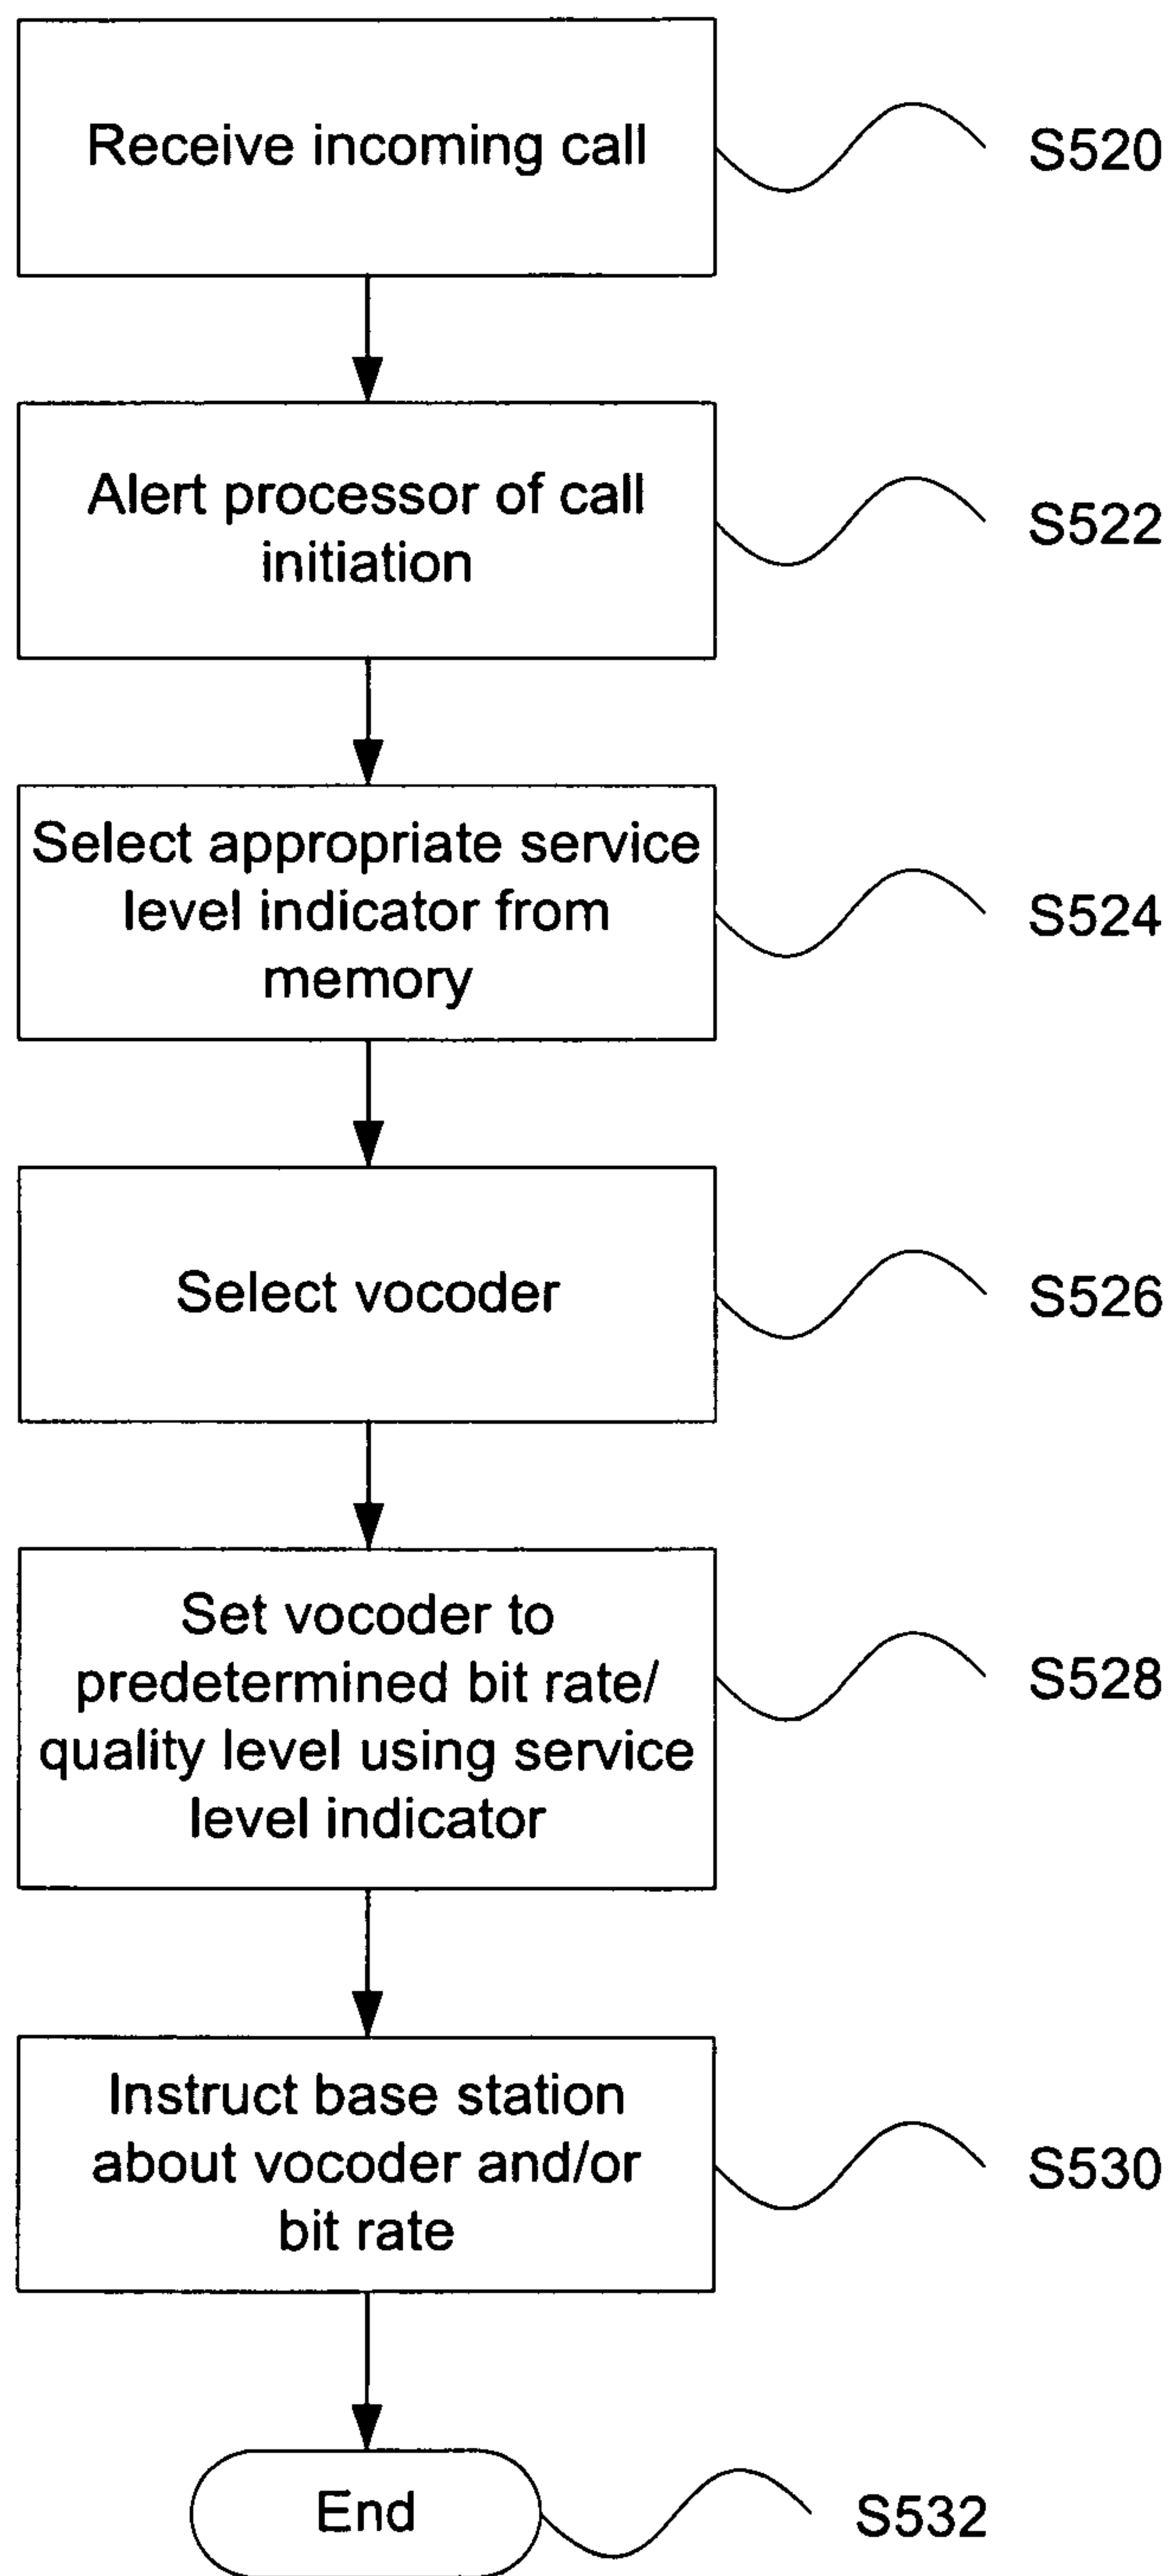 Receive incoming call
S520
Alert processor of call
initiation
S522
Select appropriate service
level indicator from
memory
S524
Select vocoder
S526
Set vocoder to
predetermined bit rate/
quality level using service
level indicator
S528
Instruct base station
about vocoder and/or
bit rate
S530
End
S532